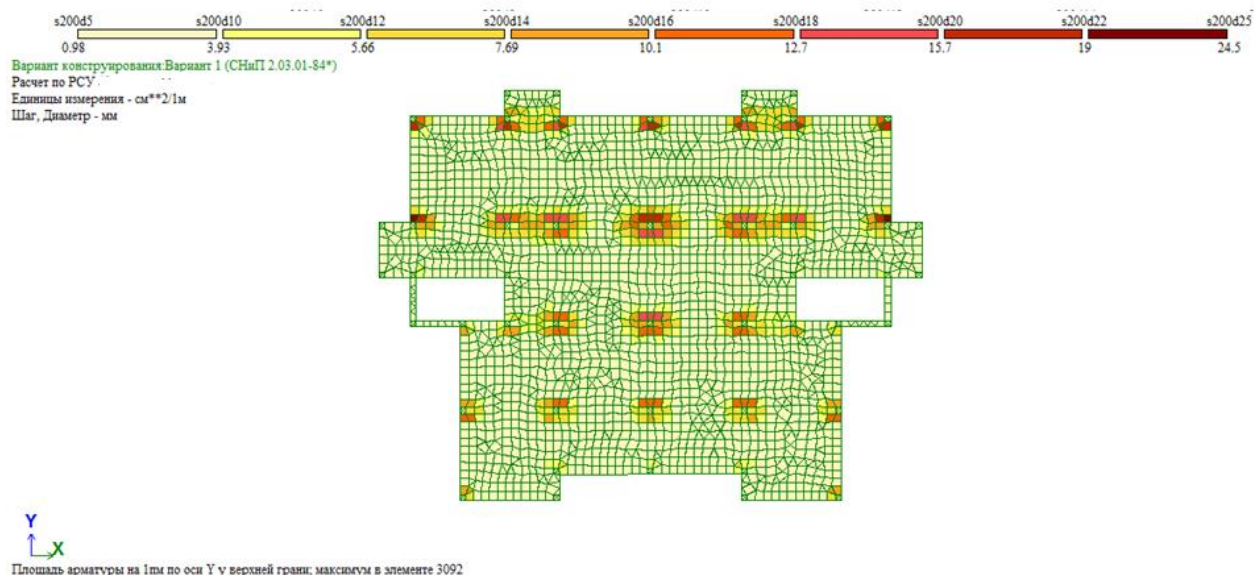 s200d5 s200d10 s200d12 s200d14 s200d16 s200d18 s200d20 s200d22 s200d25
0.98 3.93 5.66 7.69 10.1 12.7 15.7 19 24.5
Вариант конструирования:Вариант 1 (СНиП 2.03.01-84*)
Расчет по РСУ
Единицы измерения - см**2/1м
Шаг, Диаметр - мм
Y
X
Площадь арматуры на 1пм по оси Y у верхней грани; максимум в элементе 3092